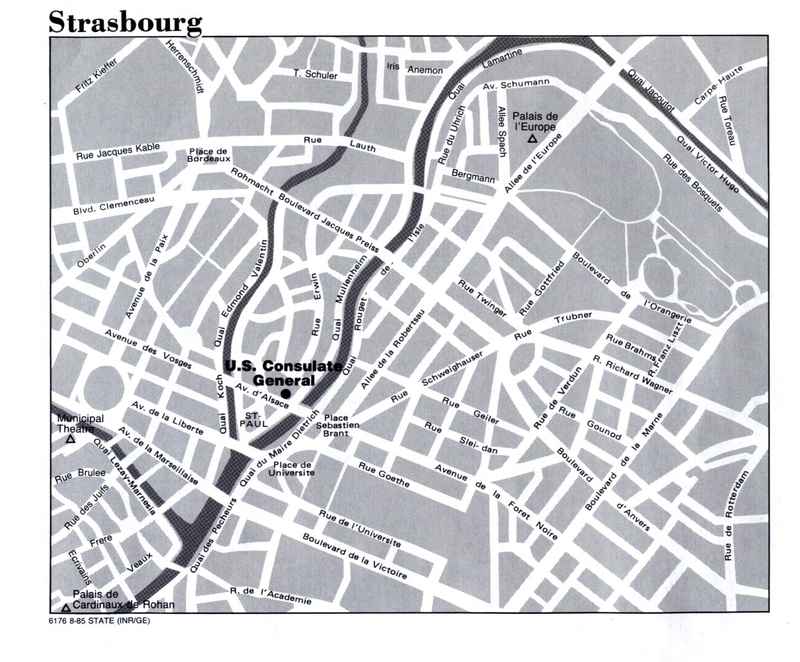 Strasbourg
Fritz Kieffer
Herrenschmidt
T. Schuler
Iris Anemon
Quai
Lamartine
Quai Jacoutot
Carpe-Haute
Av. Schumann
Rue Toreau
Rue du Uhrich
Allee Spach
Palais de
l'Europe
Allee de l'Europe
Quai Victor Hugo
Rue des Bosquets
Rue Jacques Kable
Place de
Bordeaux
Rue Lauth
Bergmann
Rohmacht Boulevard Jacques Preiss
Blvd. Clemenceau
Oberlin
Avenue de la Paix
Quai Edmond Valentin
Rue Erwin
Quai Mullenheim
Quai Rouget-de-l'Isle
Allee de la Robertsau
Rue Twinger
Rue Gottfried
Boulevard de l'Orangerie
Rue Trubner
Rue Brahms
R. Franz Liszt
R. Richard Wagner
Avenue des Vosges
U.S. Consulate
General
Quai Koch
Av. d'Alsace
Rue Schweighauser
Rue de Verdun
Rue Geiler
Rue Gounod
Rue Slei-dan
Boulevard de la Marne
Boulevard d'Anvers
Municipal
Theatre
Av. de la Liberte
ST-
PAUL
Place
Sebastien
Brant
Av. de la Marseillaise
Quai Lezay-Marnesia
Quai du Maire Dietrich
Place de
Universite
Rue Goethe
Avenue de la Foret Noire
Rue de Rotterdam
Rue Brulee
Rue des Juifs
Frere
Ecrivains
Veaux
Quai des Pecheurs
Rue de l'Universite
Boulevard de la Victoire
R. de l'Academie
Palais de
Cardinaux de Rohan
6176 8-85 STATE (INR/GE)